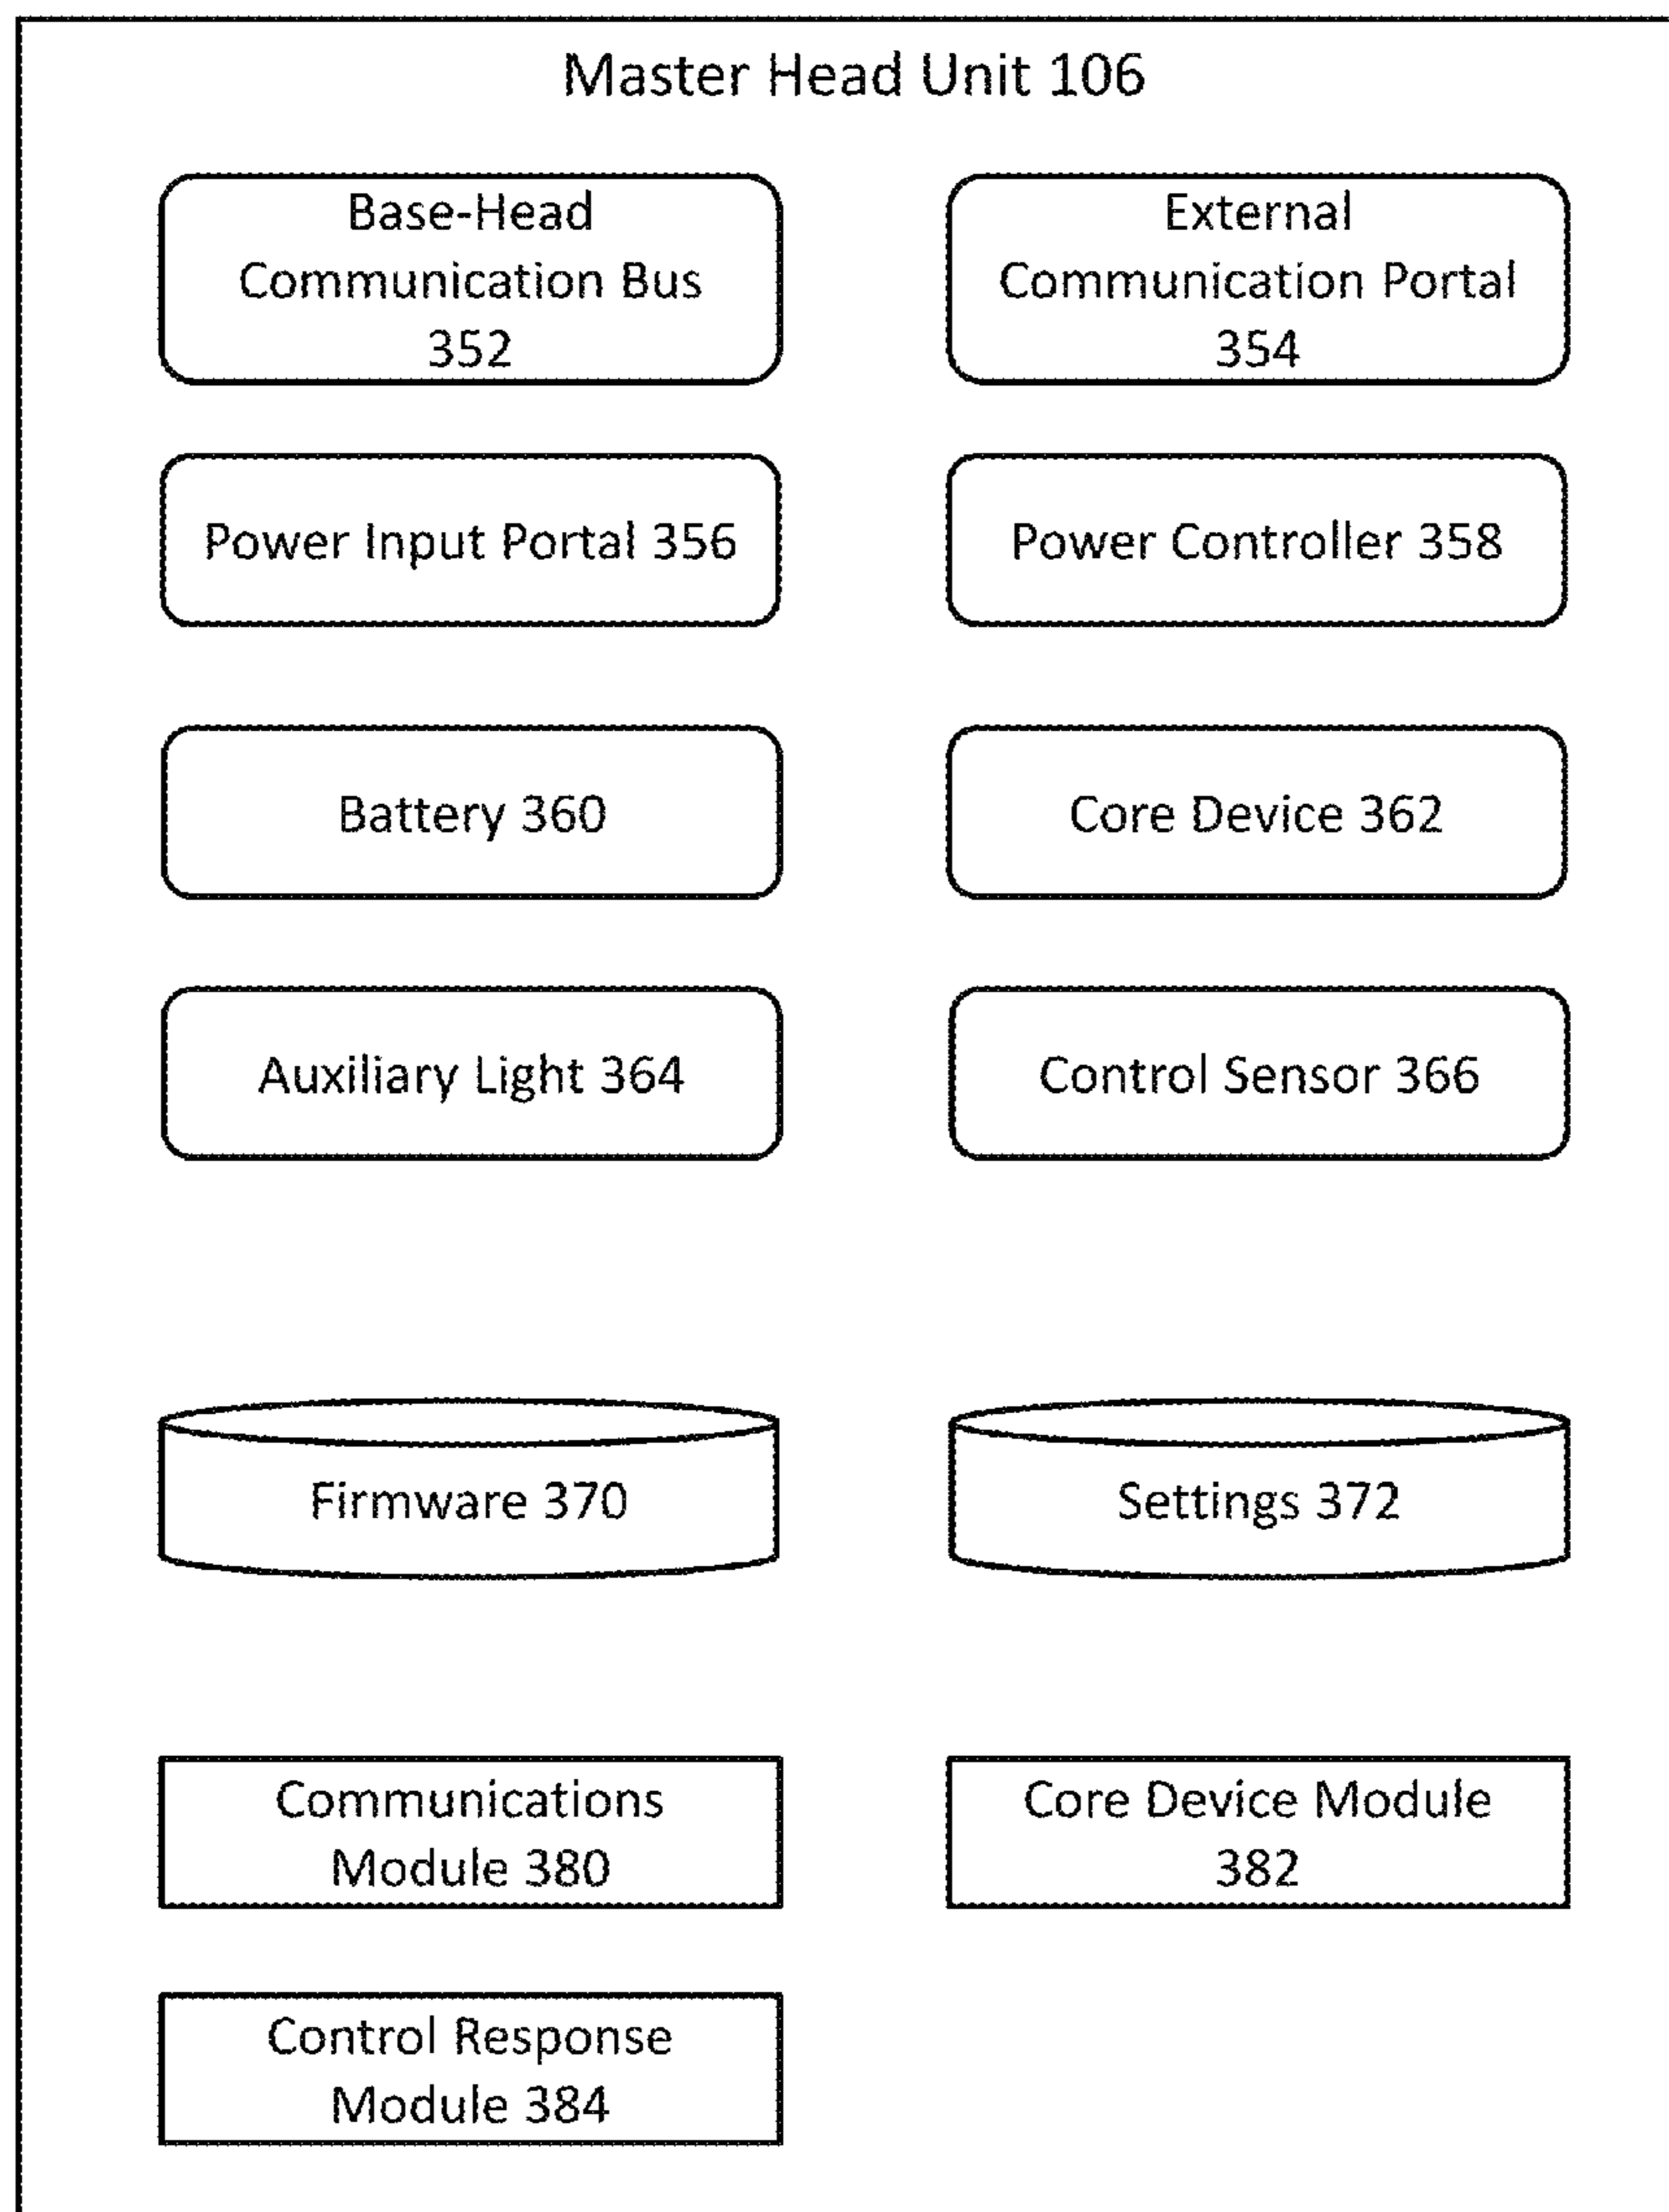 Master Head Unit 106
Base-Head
Communication Bus
352
External
Communication Portal
354
Power Input Portal 356
Power Controller 358
Battery 360
Core Device 362
Auxiliary Light 364
Control Sensor 366
Firmware 370
Settings 372
Communications
Module 380
Core Device Module
382
Control Response
Module 384